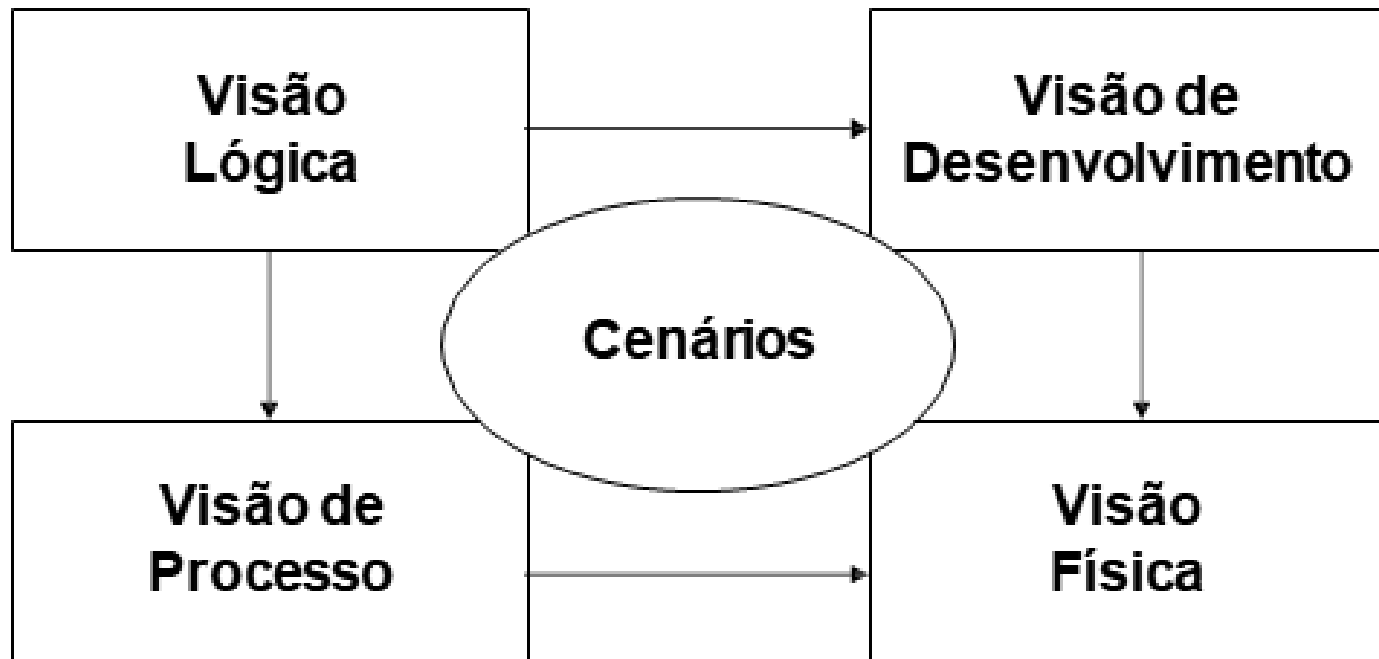 Visão
Lógica
Visão de
Desenvolvimento
Cenários
Visão de
Processo
Visão
Física